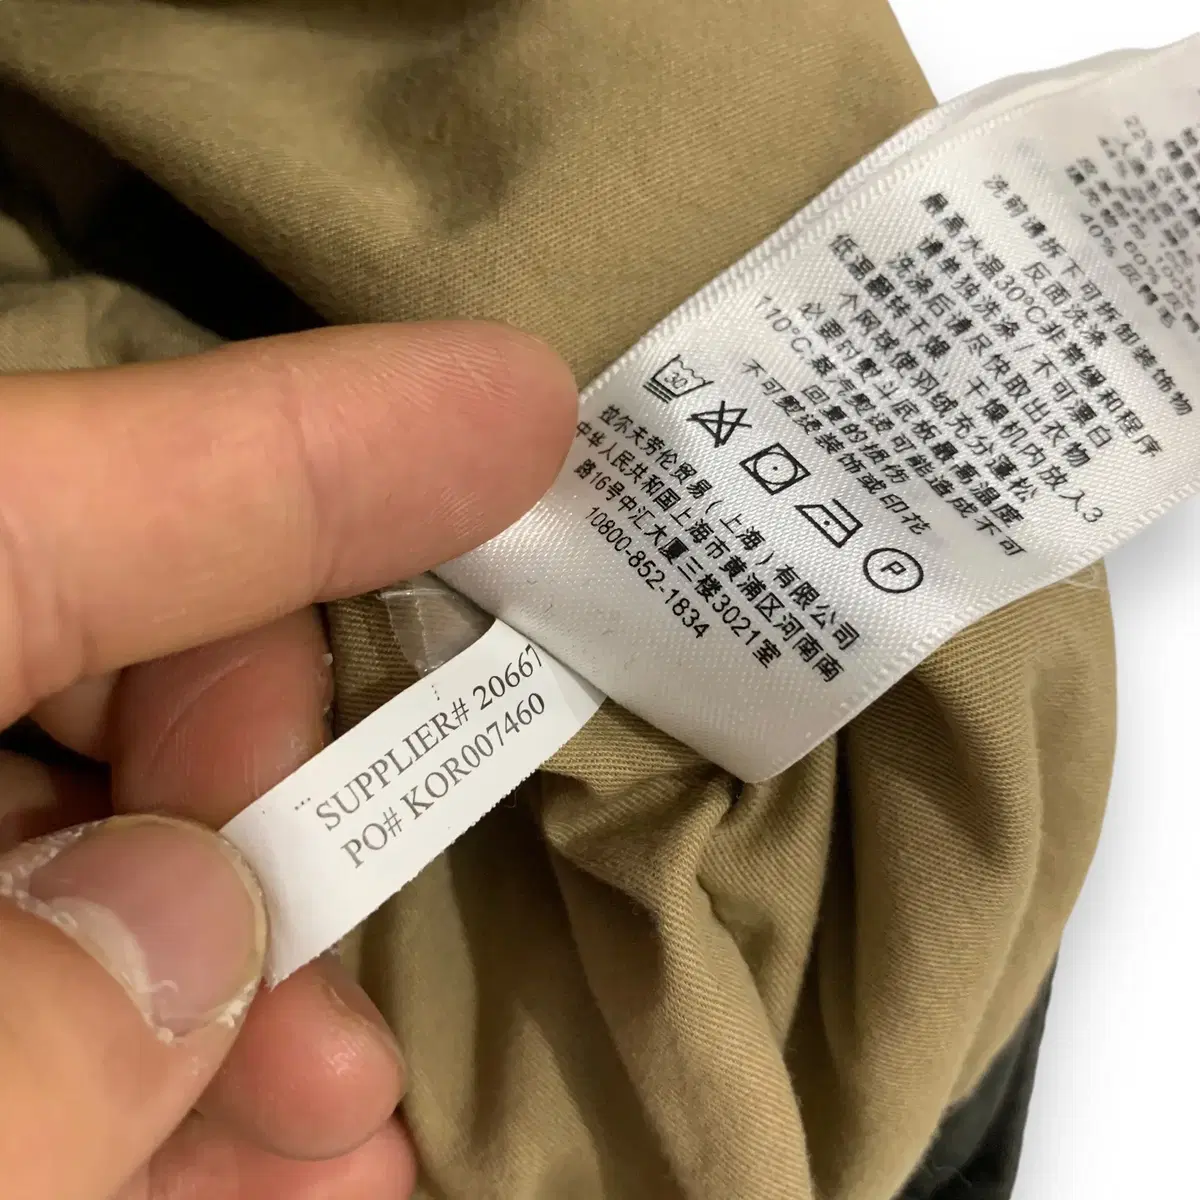 洗前请拆下可拆卸装饰物
反面洗涤
最高水温30°C非常缓和程序
请单独洗涤/不可漂白
洗涤后请尽快取出衣物
低温翻转干燥, 干燥机内放入3
个网球使羽绒充分蓬松
必要时熨斗底板最高温度
110°C.蒸汽熨烫可能造成不可
回复的损伤
不可熨烫装饰或印花
30
P
拉尔夫劳伦贸易(上海)有限公司
中华人民共和国上海市黄浦区河南南
路16号中汇大厦三楼3021室
10800-852-1834
SUPPLIER# 20667
PO# KOR007460